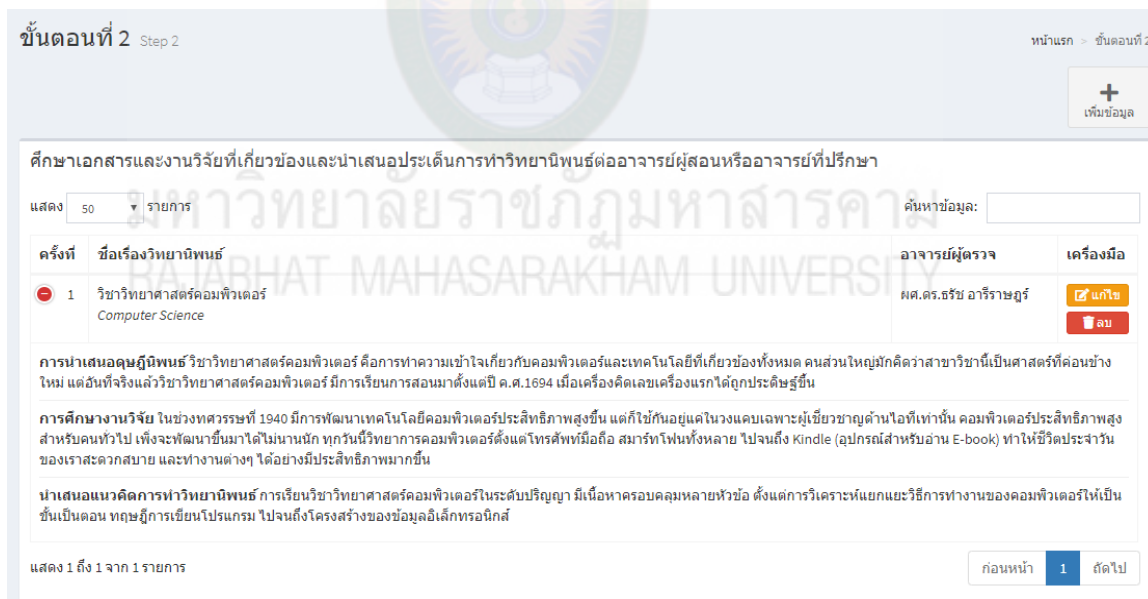 ขั้นตอนที่ 2 Step 2
หน้าแรก > ขั้นตอนที่ 2
เพิ่มข้อมูล
ศึกษาเอกสารและงานวิจัยที่เกี่ยวข้องและนำเสนอประเด็นการทำวิทยานิพนธ์ต่ออาจารย์ผู้สอนหรืออาจารย์ที่ปรึกษา
มหาวิทยาลัยราชภัฏมหาสารคาม
แสดง 50 รายการ
ค้นหาข้อมูล:
ครั้งที่ ชื่อเรื่องวิทยานิพนธ์ อาจารย์ผู้ตรวจ เครื่องมือ
RAJABHAT MAHASARAKHAM UNIVERSITY
1 วิชาวิทยาศาสตร์คอมพิวเตอร์ ผศ.ดร.ธรัช อารีราษฎร์ แก้ไข
Computer Science ลบ
การนำเสนอดุษฎีนิพนธ์ วิชาวิทยาศาสตร์คอมพิวเตอร์ คือการทำความเข้าใจเกี่ยวกับคอมพิวเตอร์และเทคโนโลยีที่เกี่ยวข้องทั้งหมด คนส่วนใหญ่มักคิดว่าสาขาวิชานี้เป็นศาสตร์ที่ค่อนข้าง
ใหม่ แต่อันที่จริงแล้ววิชาวิทยาศาสตร์คอมพิวเตอร์ มีการเรียนการสอนมาตั้งแต่ปี ค.ศ.1694 เมื่อเครื่องคิดเลขเครื่องแรกได้ถูกประดิษฐ์ขึ้น
การศึกษางานวิจัย ในช่วงทศวรรษที่ 1940 มีการพัฒนาเทคโนโลยีคอมพิวเตอร์ประสิทธิภาพสูงขึ้น แต่ก็ใช้กันอยู่แค่ในวงแคบเฉพาะผู้เชี่ยวชาญด้านไอทีเท่านั้น คอมพิวเตอร์ประสิทธิภาพสูง
สำหรับคนทั่วไป เพิ่งจะพัฒนาขึ้นมาได้ไม่นานนัก ทุกวันนี้วิทยาการคอมพิวเตอร์ตั้งแต่โทรศัพท์มือถือ สมาร์ทโฟนทั้งหลาย ไปจนถึง Kindle (อุปกรณ์สำหรับอ่าน E-book) ทำให้ชีวิตประจำวัน
ของเราสะดวกสบาย และทำงานต่างๆ ได้อย่างมีประสิทธิภาพมากขึ้น
นำเสนอแนวคิดการทำวิทยานิพนธ์ การเรียนวิชาวิทยาศาสตร์คอมพิวเตอร์ในระดับปริญญา มีเนื้อหาครอบคลุมหลายหัวข้อ ตั้งแต่การวิเคราะห์แยกแยะวิธีการทำงานของคอมพิวเตอร์ให้เป็น
ขั้นเป็นตอน ทฤษฎีการเขียนโปรแกรม ไปจนถึงโครงสร้างของข้อมูลอิเล็กทรอนิกส์
แสดง 1 ถึง 1 จาก 1 รายการ
ก่อนหน้า 1 ถัดไป